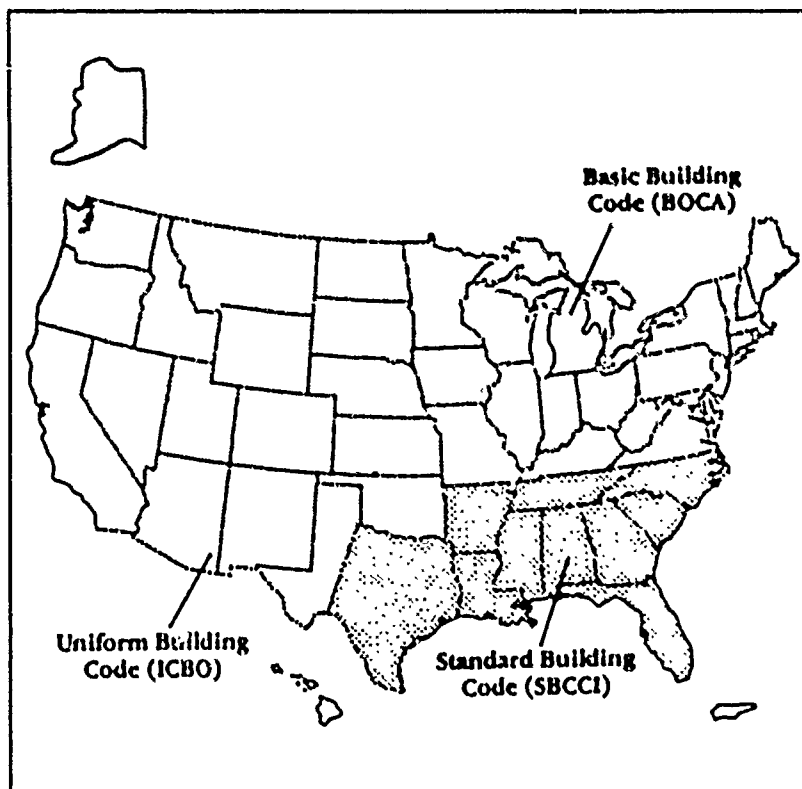 Basic Building
Code (BOCA)
Uniform Building
Code (ICBO)
Standard Building
Code (SBCCI)